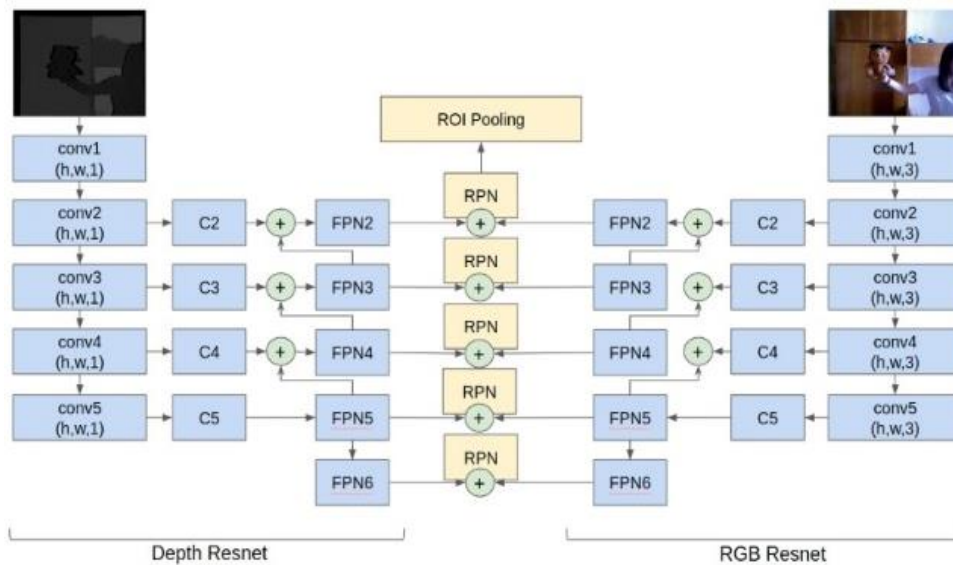 ROI Pooling
conv1
(h,w,1)
conv1
(h,w,3)
RPN
conv2
(h,w,1)
C2
+
FPN2
+
FPN2
+
C2
conv2
(h,w,3)
RPN
conv3
(h,w,1)
C3
+
FPN3
+
FPN3
+
C3
conv3
(h,w,3)
RPN
conv4
(h,w,1)
C4
+
FPN4
+
FPN4
+
C4
conv4
(h,w,3)
RPN
conv5
(h,w,1)
C5
FPN5
+
FPN5
C5
conv5
(h,w,3)
RPN
FPN6
+
FPN6
Depth Resnet
RGB Resnet